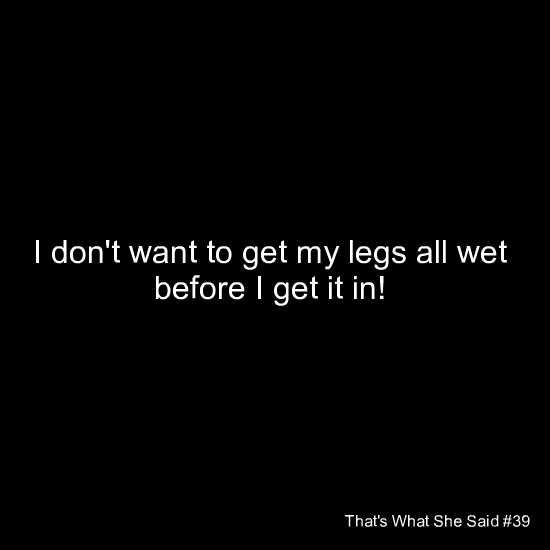 I don't want to get my legs all wet
before I get it in!
That's What She Said #39